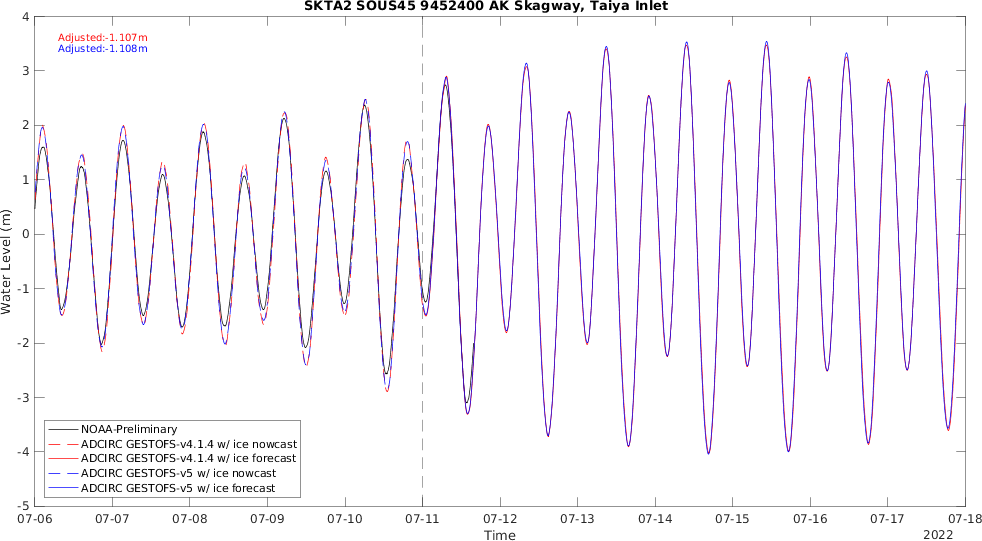 SKTA2 SOUS45 9452400 AK Skagway, Taiya Inlet
Adjusted:-1.107m
Adjusted:-1.108m
4
3
2
1
0
-1
-2
-3
-4
-5
Water Level (m)
NOAA-Preliminary
ADCIRC GESTOFS-v4.1.4 w/ ice nowcast
ADCIRC GESTOFS-v4.1.4 w/ ice forecast
ADCIRC GESTOFS-v5 w/ ice nowcast
ADCIRC GESTOFS-v5 w/ ice forecast
07-06 07-07 07-08 07-09 07-10 07-11 07-12 07-13 07-14 07-15 07-16 07-17 07-18
Time
2022